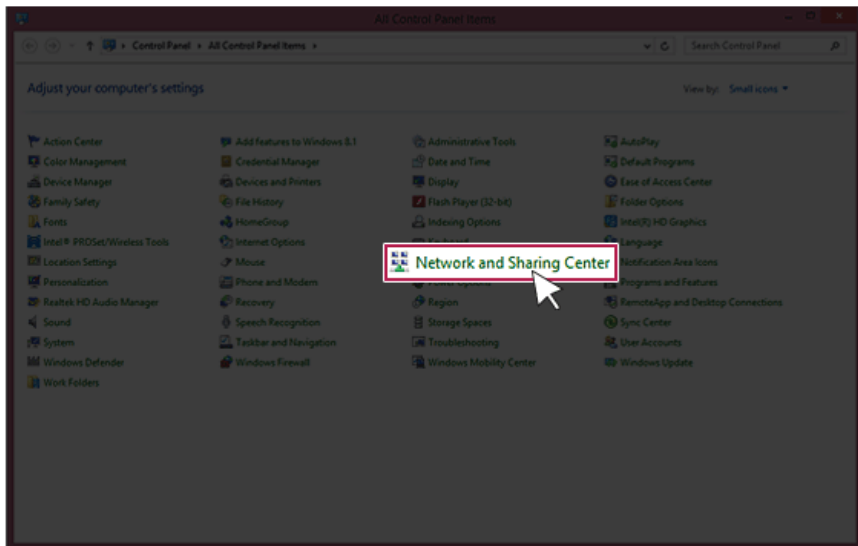 All Control Panel Items
Control Panel All Control Panel Items Search Control Panel
Adjust your computer's settings View by: Small icons
Action Center Add features to Windows 8.1 Administrative Tools AutoPlay
Color Management Credential Manager Date and Time Default Programs
Device Manager Devices and Printers Display Ease of Access Center
Family Safety File History Flash Player (32-bit) Folder Options
Fonts HomeGroup Indexing Options Intel(R) HD Graphics
Intel® PROSet/Wireless Tools Internet Options Keyboard Language
Location Settings Mouse Network and Sharing Center Notification Area Icons
Personalization Phone and Modem Power Options Programs and Features
Realtek HD Audio Manager Recovery Region RemoteApp and Desktop Connections
Sound Speech Recognition Storage Spaces Sync Center
System Taskbar and Navigation Troubleshooting User Accounts
Windows Defender Windows Firewall Windows Mobility Center Windows Update
Work Folders